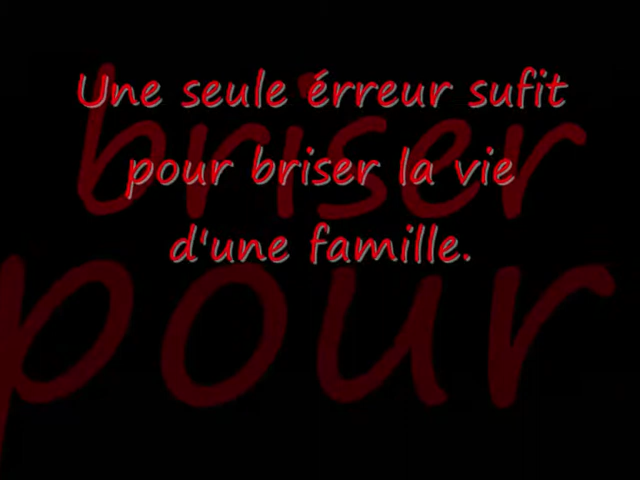 Une seule érreur sufit
pour briser la vie
d'une famille.
briser
pour